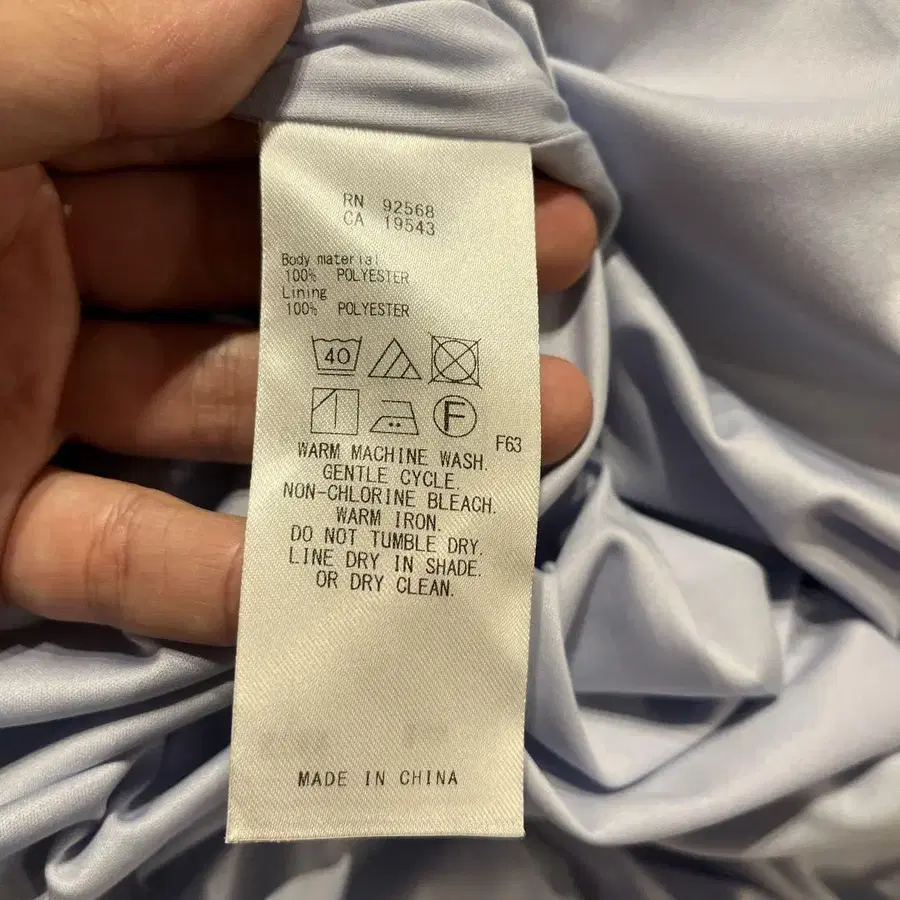 RN 92568
CA 19543
Body material
100% POLYESTER
Lining
100% POLYESTER
40
F
F63
WARM MACHINE WASH.
GENTLE CYCLE.
NON-CHLORINE BLEACH.
WARM IRON.
DO NOT TUMBLE DRY.
LINE DRY IN SHADE.
OR DRY CLEAN.
MADE IN CHINA